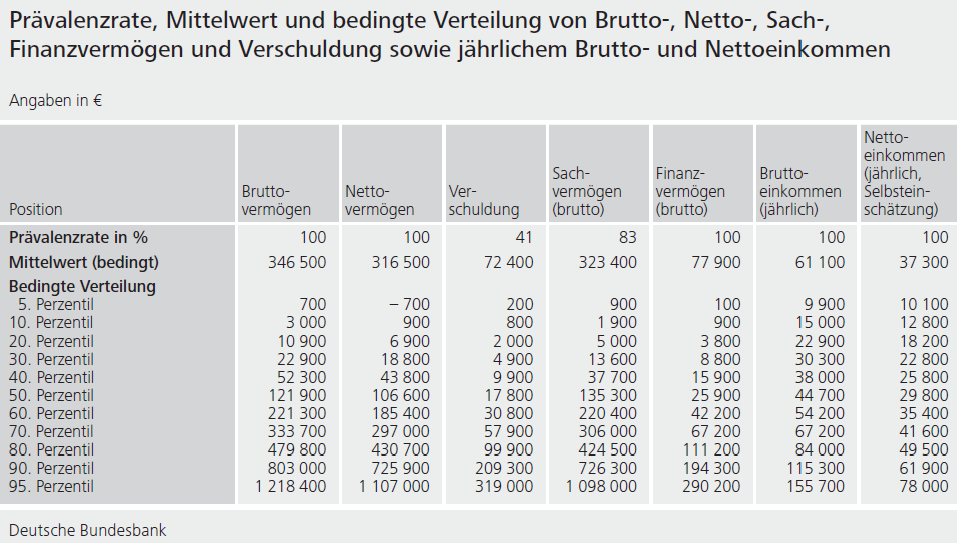 Prävalenzrate, Mittelwert und bedingte Verteilung von Brutto-, Netto-, Sach-,
Finanzvermögen und Verschuldung sowie jährlichem Brutto- und Nettoeinkommen
Angaben in €
Position
Brutto-
vermögen
Netto-
vermögen
Ver-
schuldung
Sach-
vermögen
(brutto)
Finanz-
vermögen
(brutto)
Brutto-
einkommen
(jährlich)
Netto-
einkommen
(jährlich,
Selbstein-
schätzung)
Prävalenzrate in % 100 100 41 83 100 100 100
Mittelwert (bedingt) 346 500 316 500 72 400 323 400 77 900 61 100 37 300
Bedingte Verteilung
5. Perzentil 700 – 700 200 900 100 9 900 10 100
10. Perzentil 3 000 900 800 1 900 900 15 000 12 800
20. Perzentil 10 900 6 900 2 000 5 000 3 800 22 900 18 200
30. Perzentil 22 900 18 800 4 900 13 600 8 800 30 300 22 800
40. Perzentil 52 300 43 800 9 900 37 700 15 900 38 000 25 800
50. Perzentil 121 900 106 600 17 800 135 300 25 900 44 700 29 800
60. Perzentil 221 300 185 400 30 800 220 400 42 200 54 200 35 400
70. Perzentil 333 700 297 000 57 900 306 000 67 200 67 200 41 600
80. Perzentil 479 800 430 700 99 900 424 500 111 200 84 000 49 500
90. Perzentil 803 000 725 900 209 300 726 300 194 300 115 300 61 900
95. Perzentil 1 218 400 1 107 000 319 000 1 098 000 290 200 155 700 78 000
Deutsche Bundesbank